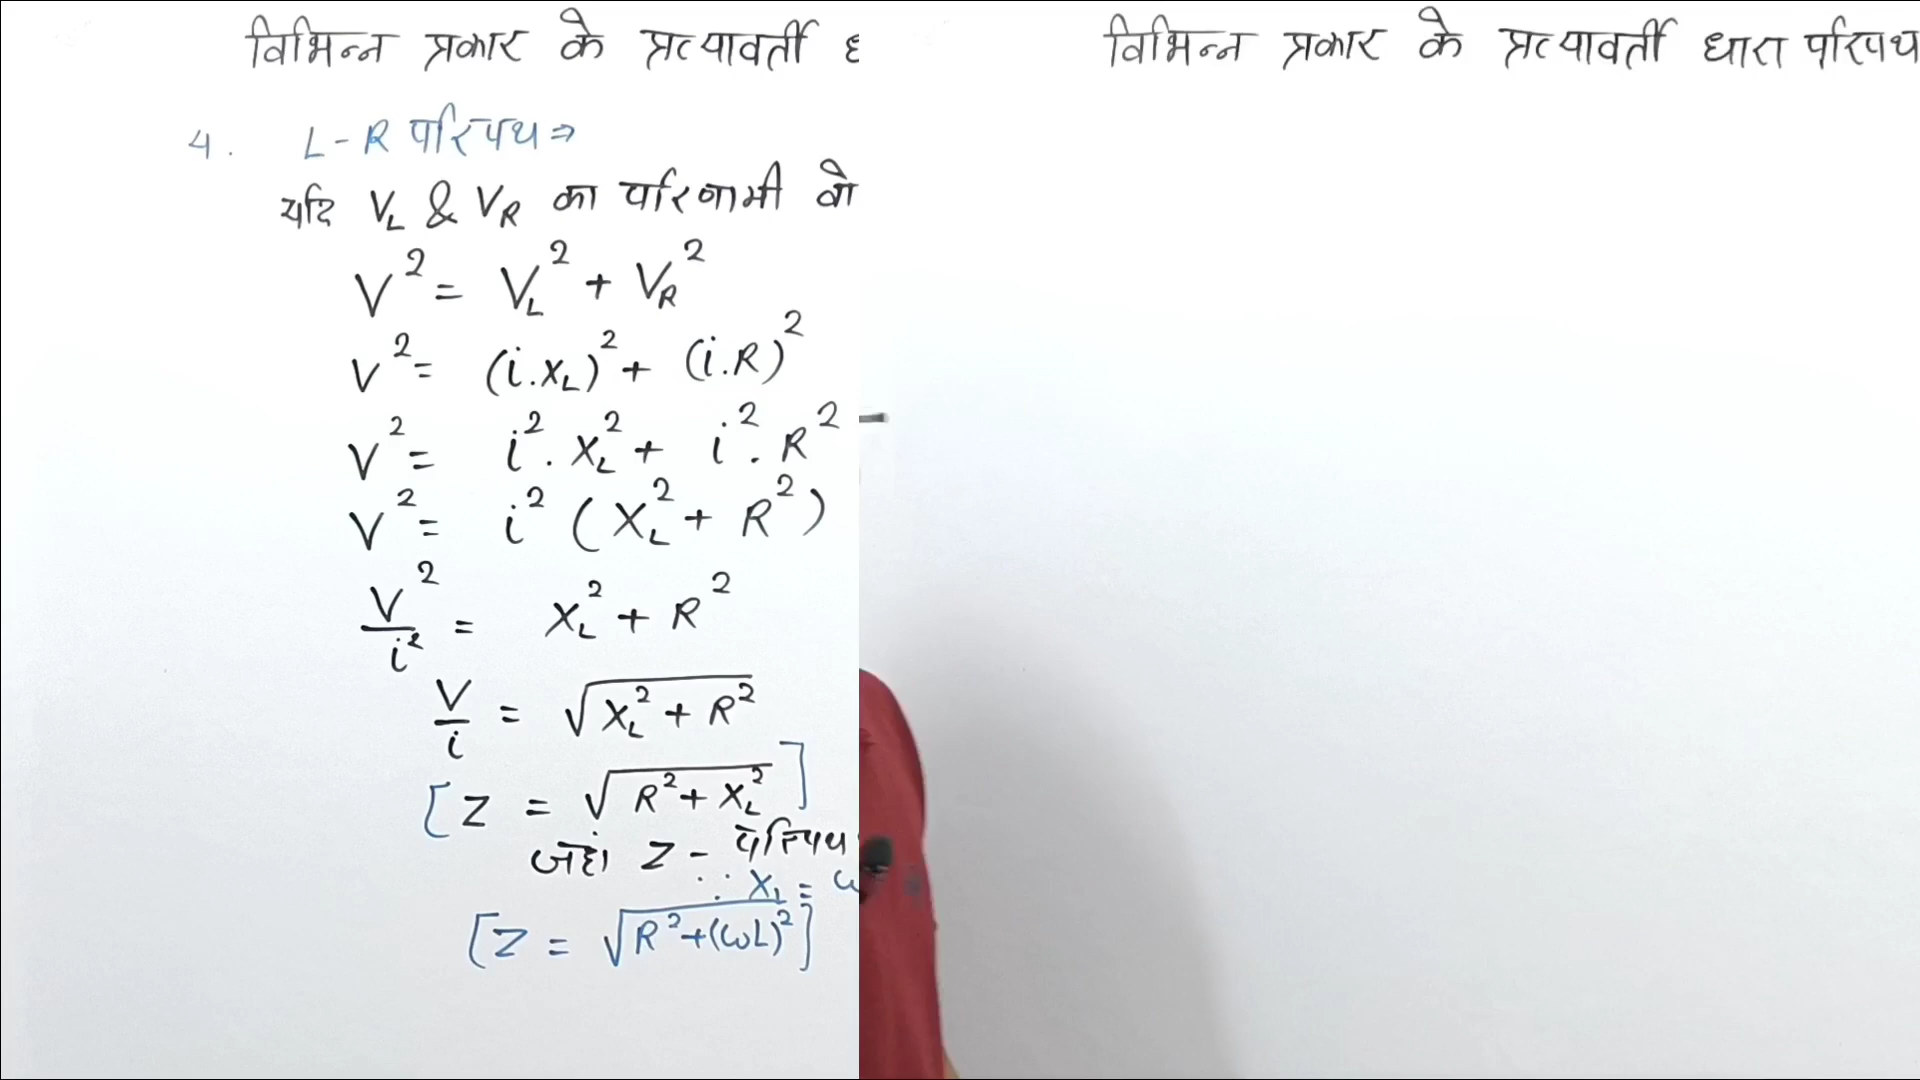 विभिन्न प्रकार के प्रत्यावर्ती ध
4. L-R परिपथ ⇒
यदि V_L & V_R का परिणामी वो
V² = V_L² + V_R²
V² = (i.X_L)² + (i.R)²
V² = i². X_L² + i². R²
V² = i² (X_L² + R²)
V²/i² = X_L² + R²
V/i = √(X_L² + R²)
[Z = √(R² + X_L²)]
जहाँ Z - परिपथ
∵ X_L = ω
[Z = √(R² + (ωL)²)]
विभिन्न प्रकार के प्रत्यावर्ती धारा परिपथ